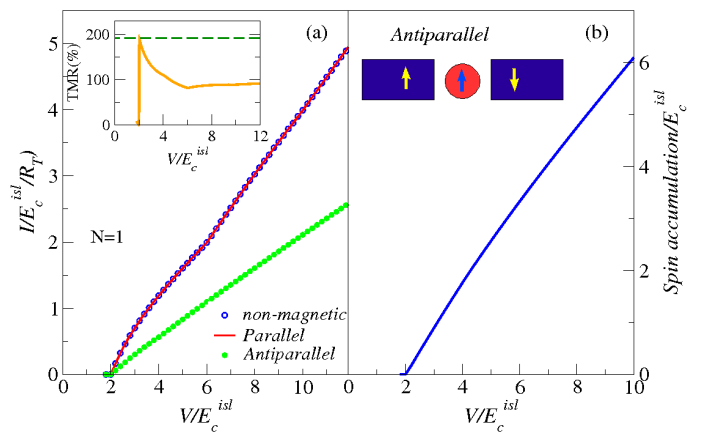 (a)
200
100
0
TMR(%)
0 4 8 12
V/E_c^isl
5
4
3
2
1
0
I/E_c^isl/R_T)
N=1
non-magnetic
Parallel
Antiparallel
0 2 4 6 8 10
V/E_c^isl
Antiparallel
(b)
6
4
2
0
Spin accumulation/E_c^isl
0 2 4 6 8 10
V/E_c^isl